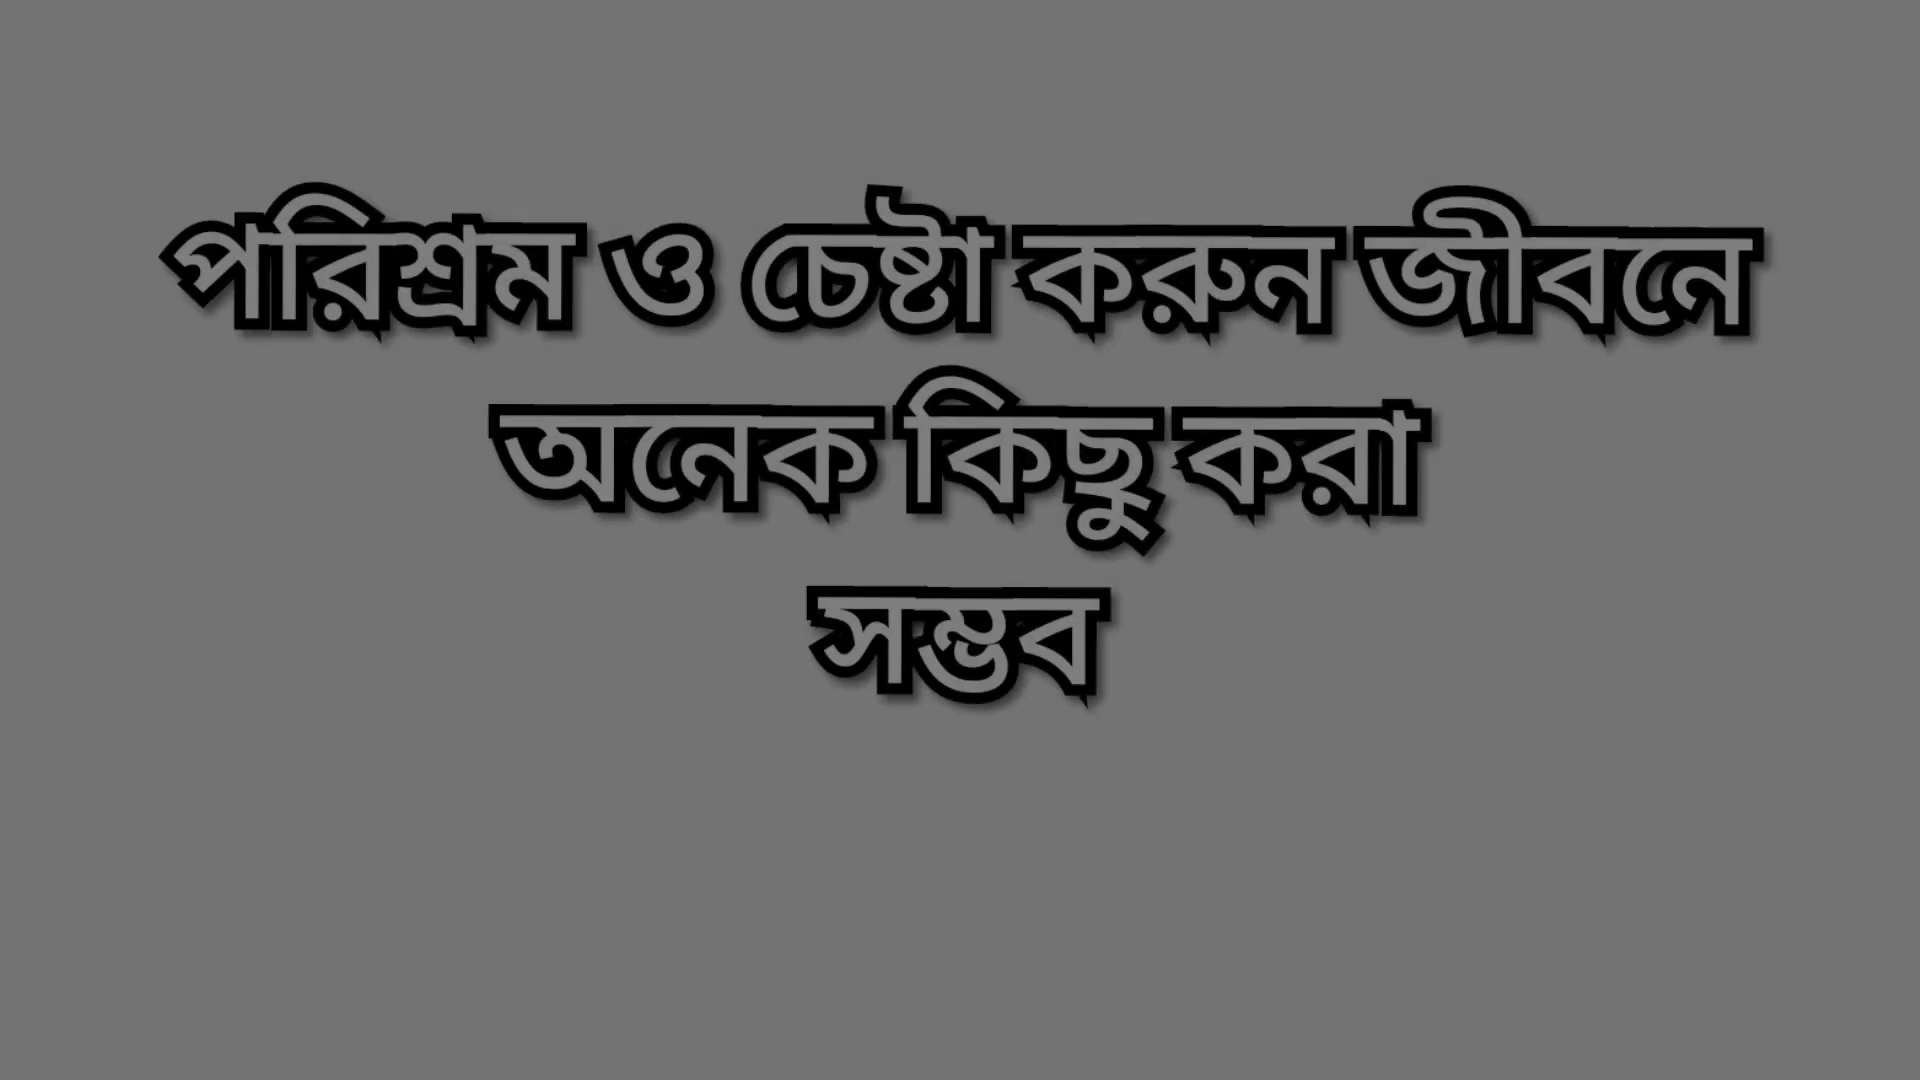 পরিশ্রম ও চেষ্টা করুন জীবনে
অনেক কিছু করা
সম্ভব